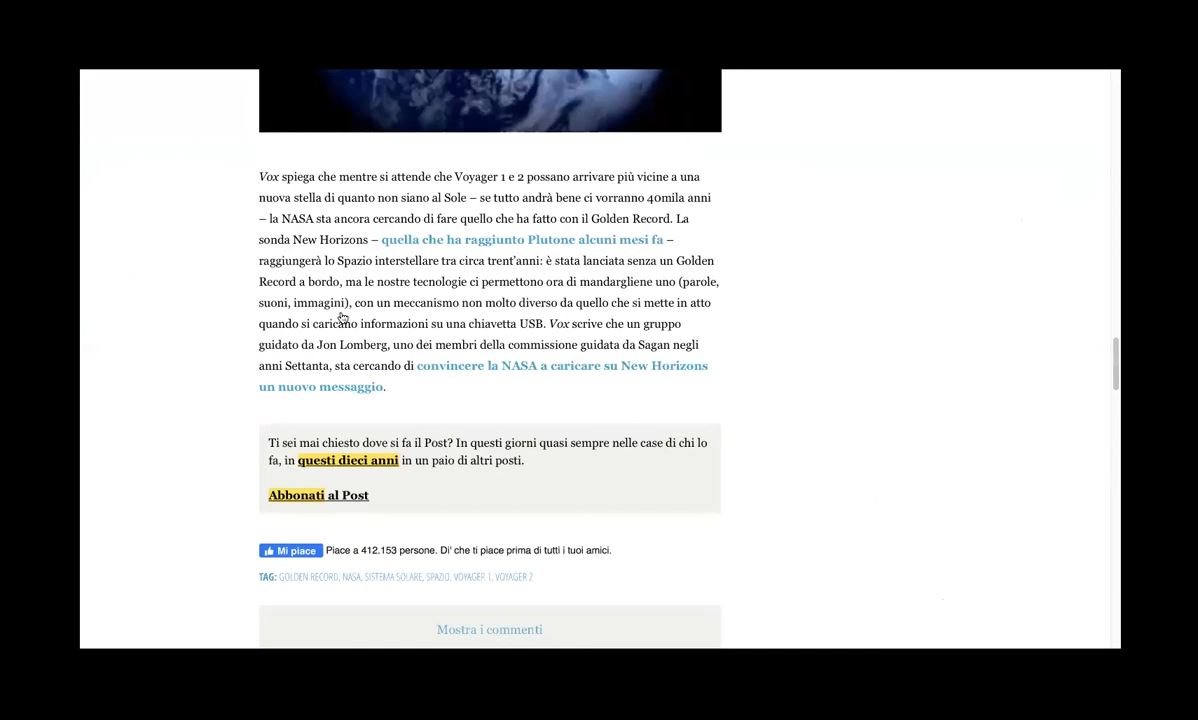 Vox spiega che mentre si attende che Voyager 1 e 2 possano arrivare più vicine a una
nuova stella di quanto non siano al Sole – se tutto andrà bene ci vorranno 40mila anni
– la NASA sta ancora cercando di fare quello che ha fatto con il Golden Record. La
sonda New Horizons – quella che ha raggiunto Plutone alcuni mesi fa –
raggiungerà lo Spazio interstellare tra circa trent'anni: è stata lanciata senza un Golden
Record a bordo, ma le nostre tecnologie ci permettono ora di mandargliene uno (parole,
suoni, immagini), con un meccanismo non molto diverso da quello che si mette in atto
quando si caricano informazioni su una chiavetta USB. Vox scrive che un gruppo
guidato da Jon Lomberg, uno dei membri della commissione guidata da Sagan negli
anni Settanta, sta cercando di convincere la NASA a caricare su New Horizons
un nuovo messaggio.
Ti sei mai chiesto dove si fa il Post? In questi giorni quasi sempre nelle case di chi lo
fa, in questi dieci anni in un paio di altri posti.
Abbonati al Post
Mi piace Piace a 412.153 persone. Di' che ti piace prima di tutti i tuoi amici.
TAG: GOLDEN RECORD, NASA, SISTEMA SOLARE, SPAZIO, VOYAGER 1, VOYAGER 2
Mostra i commenti